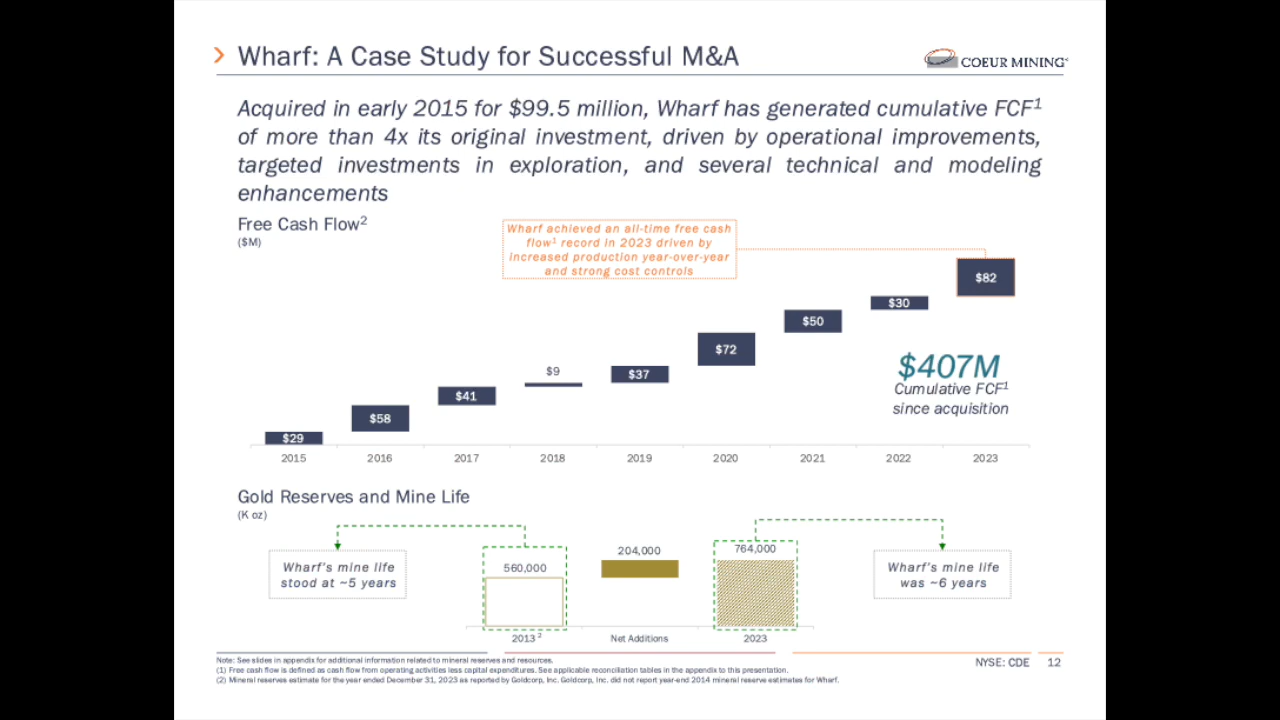 Wharf: A Case Study for Successful M&A
COEUR MINING
Acquired in early 2015 for $99.5 million, Wharf has generated cumulative FCF1
of more than 4x its original investment, driven by operational improvements,
targeted investments in exploration, and several technical and modeling
enhancements
Free Cash Flow2
($M)
Wharf achieved an all-time free cash
flow1 record in 2023 driven by
increased production year-over-year
and strong cost controls
$82
$30
$50
$72
$37
$9
$41
$58
$29
$407M
Cumulative FCF1
since acquisition
2015 2016 2017 2018 2019 2020 2021 2022 2023
Gold Reserves and Mine Life
(K oz)
Wharf's mine life
stood at ~5 years
560,000
204,000
764,000
Wharf's mine life
was ~6 years
2013 2 Net Additions 2023
Note: See slides in appendix for additional information related to mineral reserves and resources.
(1) Free cash flow is defined as cash flow from operating activities less capital expenditures. See applicable reconciliation tables in the appendix to this presentation.
(2) Mineral reserves estimate for the year ended December 31, 2023 as reported by Goldcorp, Inc. Goldcorp, Inc. did not report year-end 2014 mineral reserve estimates for Wharf.
NYSE: CDE 12